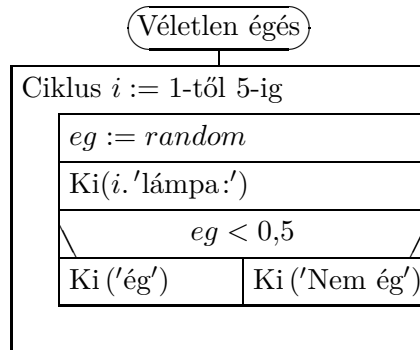 Véletlen égés
Ciklus i := 1-től 5-ig
eg := random
Ki(i. 'lámpa:')
eg < 0,5
Ki ('ég') Ki ('Nem ég')